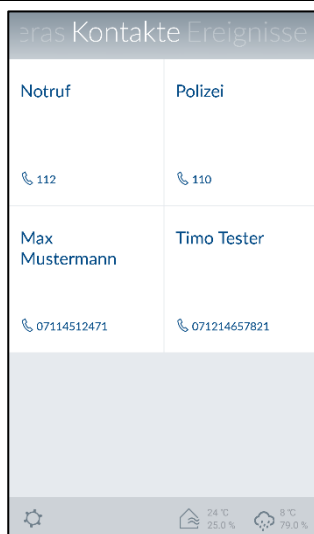 eras Kontakte Ereignisse
Notruf
Polizei
112
110
Max
Mustermann
Timo Tester
07114512471
071214657821
24 °C
25.0 %
8 °C
79.0 %